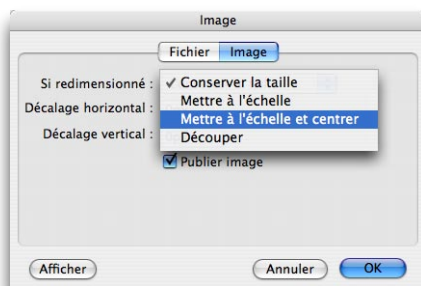 Image
Fichier Image
Si redimensionné : ✓ Conserver la taille
Mettre à l'échelle
Décalage horizontal :
Mettre à l'échelle et centrer
Décalage vertical : Découper
Publier image
Afficher Annuler OK